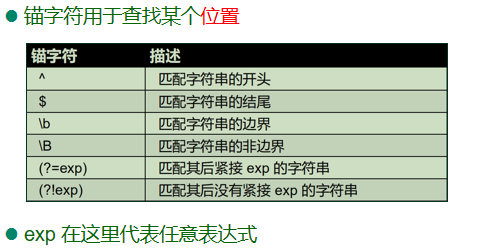 锚字符用于查找某个位置
锚字符 描述
^ 匹配字符串的开头
$ 匹配字符串的结尾
\b 匹配字符串的边界
\B 匹配字符串的非边界
(?=exp) 匹配其后紧接 exp 的字符串
(?!exp) 匹配其后没有紧接 exp 的字符串
exp 在这里代表任意表达式